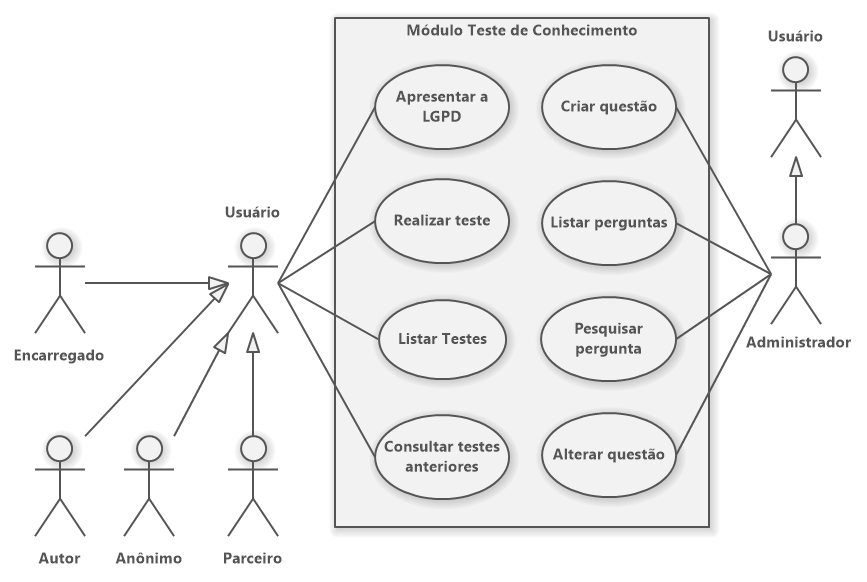 Módulo Teste de Conhecimento
Usuário
Apresentar a
LGPD
Criar questão
Usuário
Realizar teste
Listar perguntas
Encarregado
Listar Testes
Pesquisar
pergunta
Administrador
Consultar testes
anteriores
Alterar questão
Autor
Anônimo
Parceiro